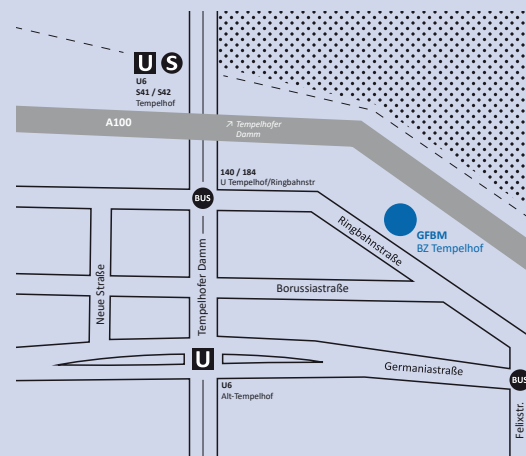 U S
U6
S41 / S42
Tempelhof
A100
↗ Tempelhofer
Damm
140 / 184
U Tempelhof/Ringbahnstr
BUS
Ringbahnstraße
GFBM
BZ Tempelhof
Neue Straße
Tempelhofer Damm
Borussiastraße
U
U6
Alt-Tempelhof
Germaniastraße
BUS
Felixstr.